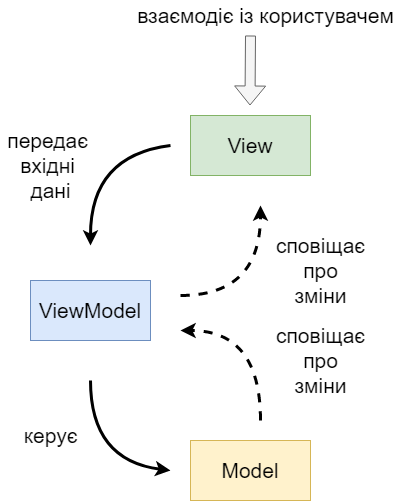 взаємодіє із користувачем
View
передає
вхідні
дані
сповіщає
про
зміни
ViewModel
сповіщає
про
зміни
керує
Model